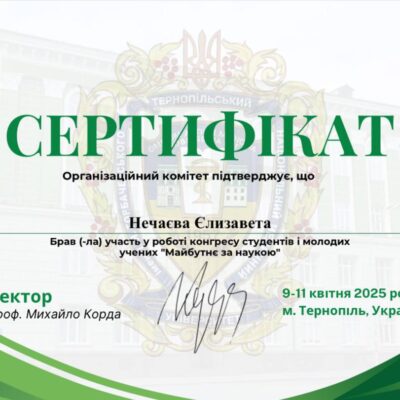 ТЕРНОПІЛЬСЬКИЙ
СЕРТИФІКАТ
Організаційний комітет підтверджує, що
Нечаєва Єлизавета
Брав (-ла) участь у роботі конгресу студентів і молодих
учених "Майбутнє за наукою"
ектор
роф. Михайло Корда
9-11 квітня 2025 ро
м. Тернопіль, Укра